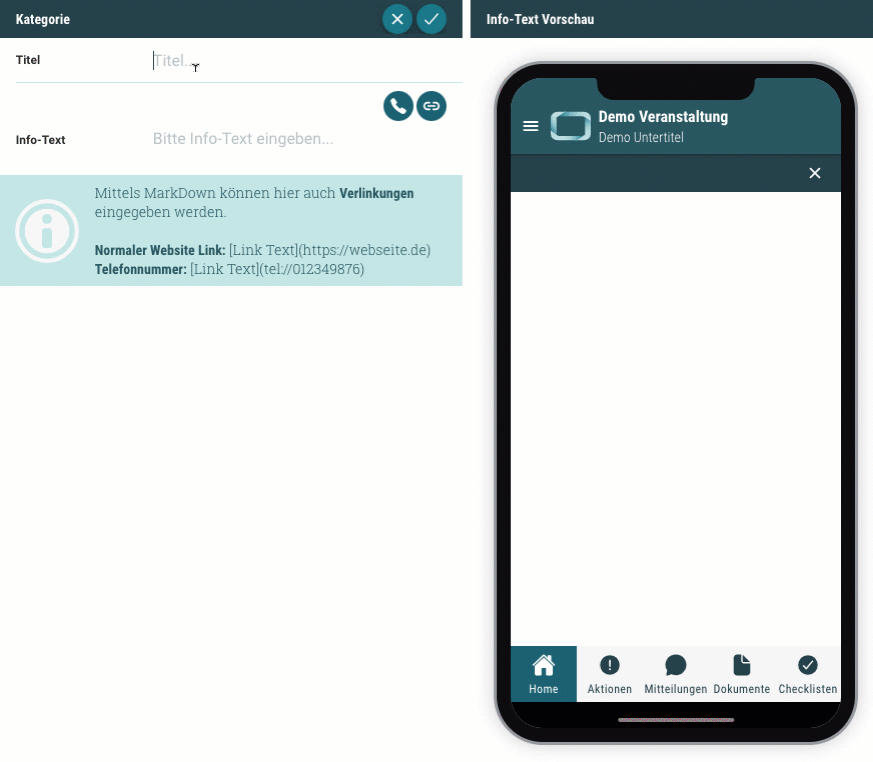 Kategorie
Titel
Titel...
Info-Text
Bitte Info-Text eingeben...
Mittels MarkDown können hier auch Verlinkungen
eingegeben werden.
Normaler Website Link: [Link Text](https://webseite.de)
Telefonnummer: [Link Text](tel://012349876)
Info-Text Vorschau
Demo Veranstaltung
Demo Untertitel
Home Aktionen Mitteilungen Dokumente Checklisten